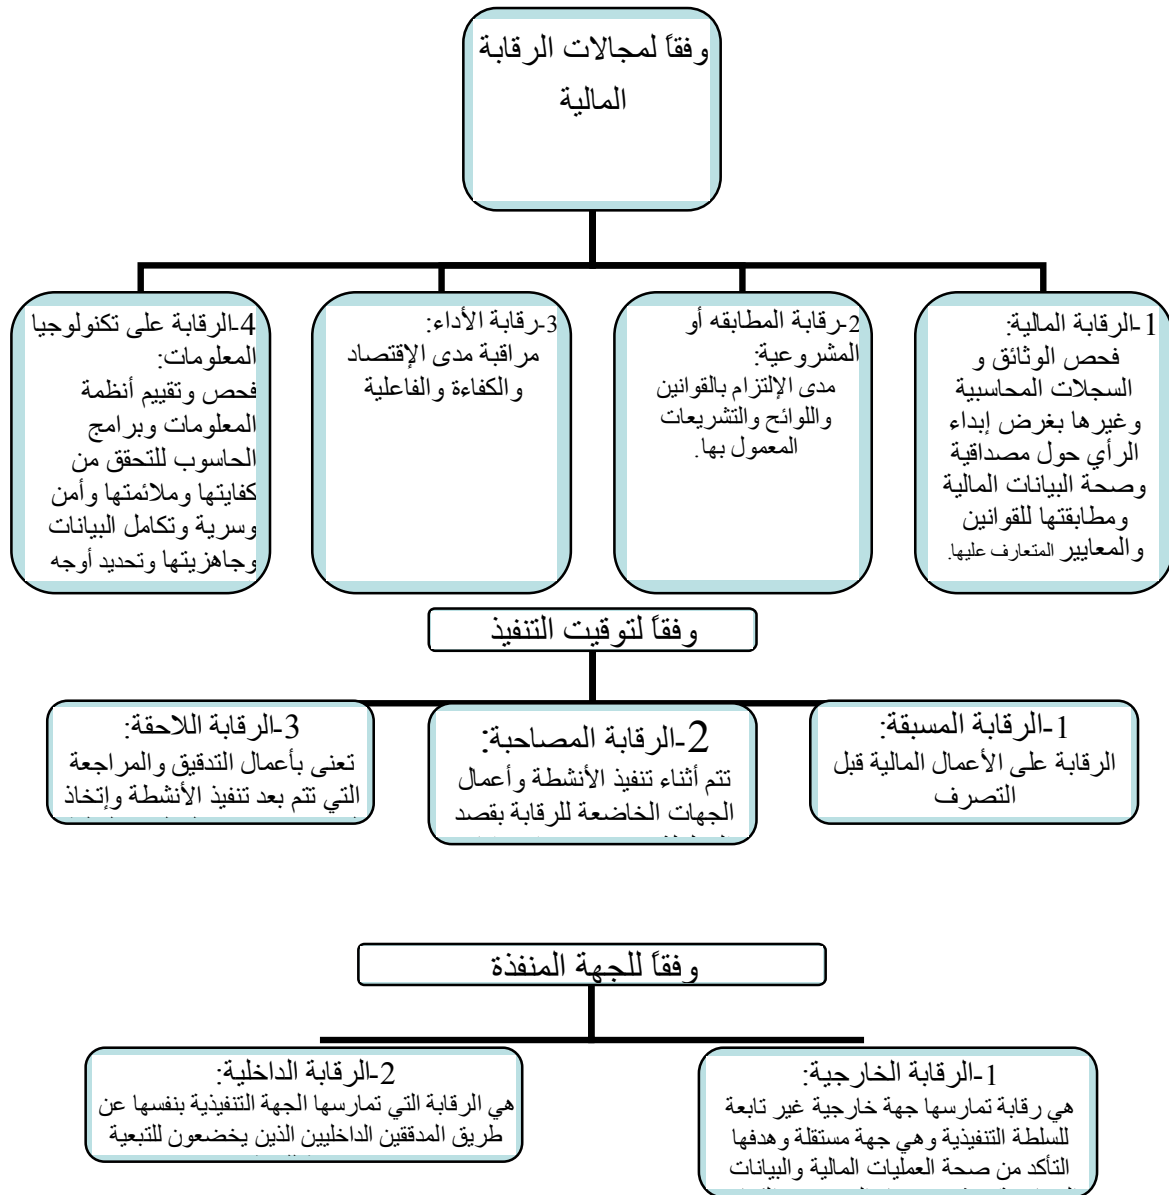 وفقاً لمجالات الرقابة
المالية
1-الرقابة المالية:
فحص الوثائق و
السجلات المحاسبية
وغيرها بغرض إبداء
الرأي حول مصداقية
وصحة البيانات المالية
ومطابقتها للقوانين
والمعايير المتعارف عليها.
2-رقابة المطابقه أو
المشروعية:
مدى الإلتزام بالقوانين
واللوائح والتشريعات
المعمول بها.
3-رقابة الأداء:
مراقبة مدى الإقتصاد
والكفاءة والفاعلية
4-الرقابة على تكنولوجيا
المعلومات:
فحص وتقييم أنظمة
المعلومات وبرامج
الحاسوب للتحقق من
كفايتها وملائمتها وأمن
وسرية وتكامل البيانات
وجاهزيتها وتحديد أوجه
وفقاً لتوقيت التنفيذ
1-الرقابة المسبقة:
الرقابة على الأعمال المالية قبل
التصرف
2-الرقابة المصاحبة:
تتم أثناء تنفيذ الأنشطة وأعمال
الجهات الخاضعة للرقابة بقصد
3-الرقابة اللاحقة:
تعنى بأعمال التدقيق والمراجعة
التي تتم بعد تنفيذ الأنشطة وإتخاذ
وفقاً للجهة المنفذة
1-الرقابة الخارجية:
هي رقابة تمارسها جهة خارجية غير تابعة
للسلطة التنفيذية وهي جهة مستقلة وهدفها
التأكد من صحة العمليات المالية والبيانات
2-الرقابة الداخلية:
هي الرقابة التي تمارسها الجهة التنفيذية بنفسها عن
طريق المدققين الداخليين الذين يخضعون للتبعية